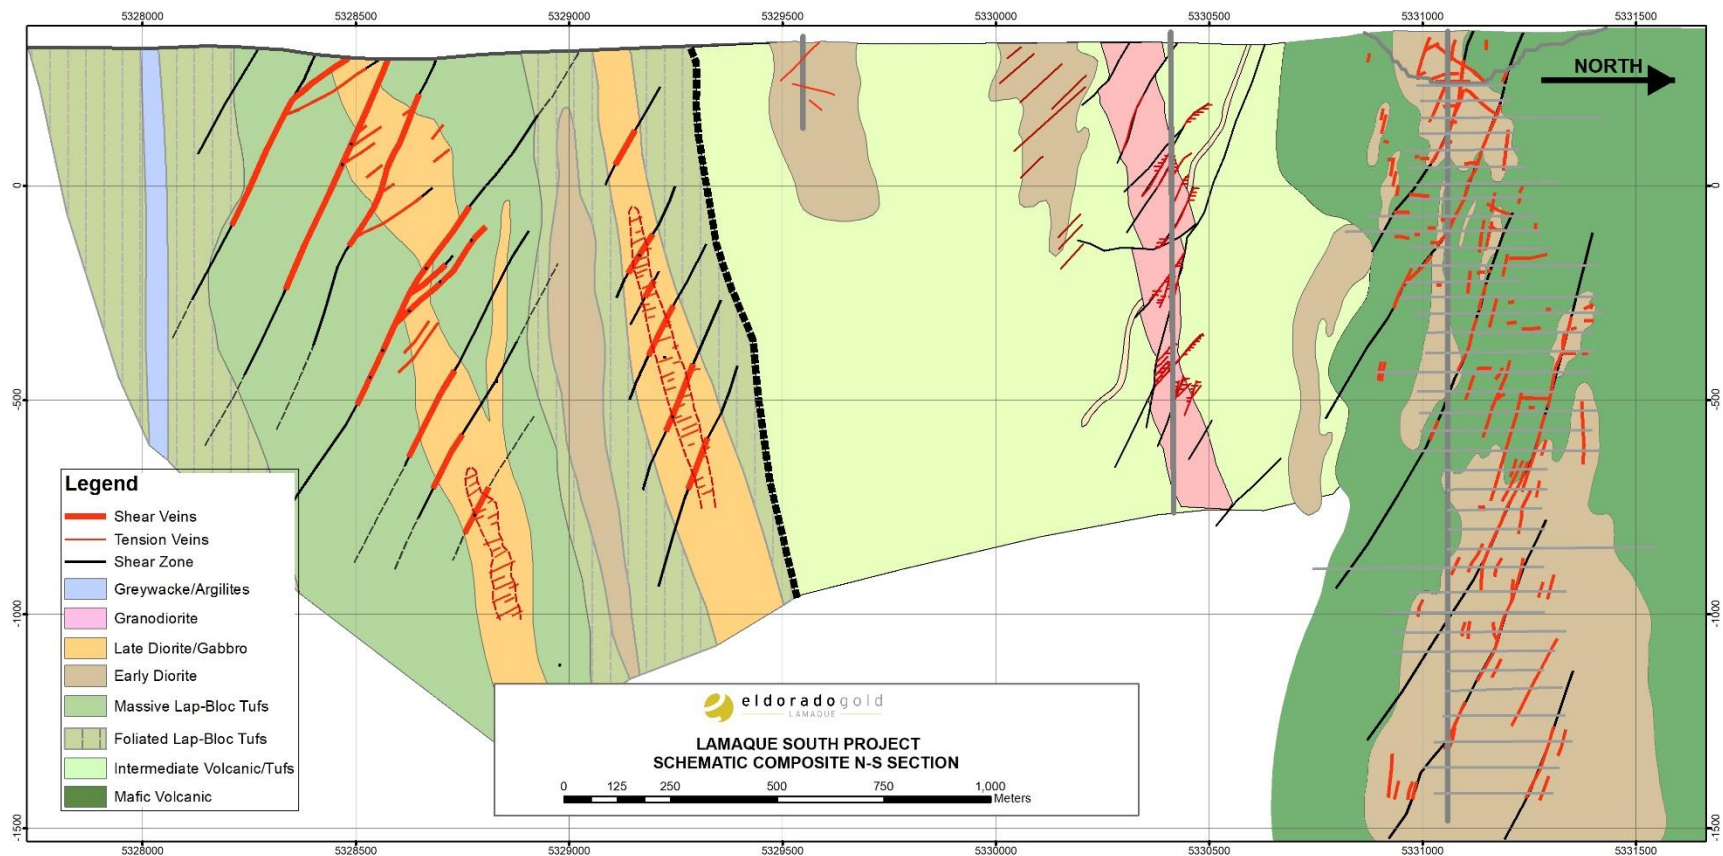 5328000 5328500 5329000 5329500 5330000 5330500 5331000 5331500
NORTH
0 0
-500 -500
-1000 -1000
-1500 -1500
Legend
Shear Veins
Tension Veins
Shear Zone
Greywacke/Argilites
Granodiorite
Late Diorite/Gabbro
Early Diorite
Massive Lap-Bloc Tufs
Foliated Lap-Bloc Tufs
Intermediate Volcanic/Tufs
Mafic Volcanic
eldoradogold
LAMAQUE
LAMAQUE SOUTH PROJECT
SCHEMATIC COMPOSITE N-S SECTION
0 125 250 500 750 1,000
Meters
5328000 5328500 5329000 5329500 5330000 5330500 5331000 5331500